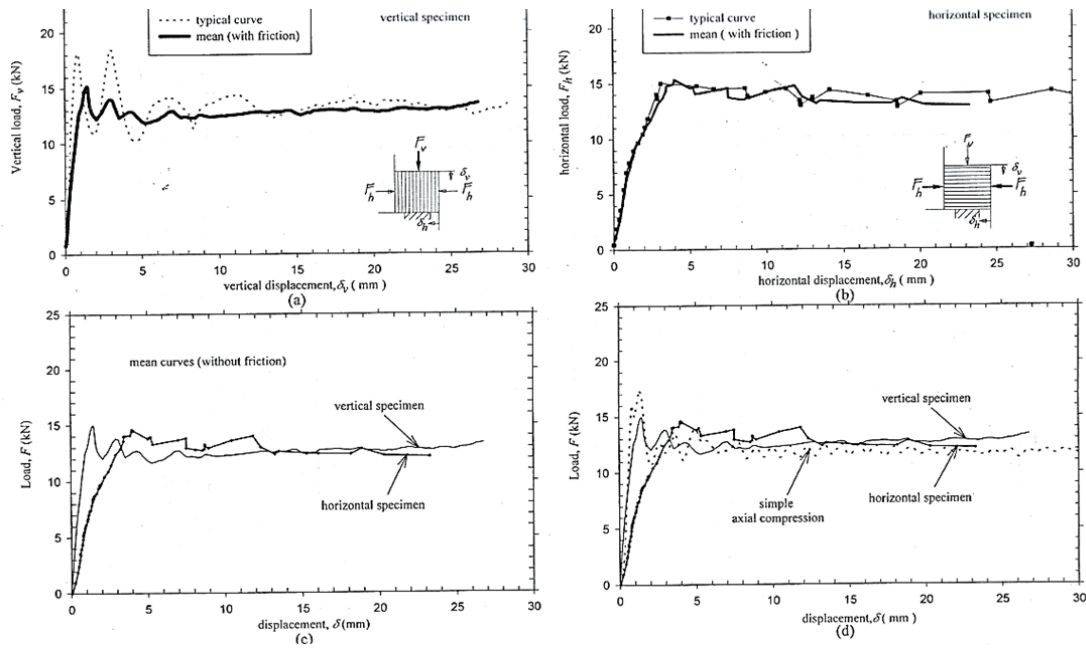 typical curve
mean (with friction)
vertical specimen
Vertical load, Fv (kN)
20
15
10
5
0
Fv
δv
Fh
Fh
δh
0
5
10
15
20
25
30
vertical displacement, δv ( mm )
(a)
typical curve
mean ( with friction )
horizontal specimen
horizontal load, Fh (kN)
20
15
10
5
0
Fv
δv
Fh
Fh
δh
0
5
10
15
20
25
30
horizontal displacement, δh ( mm )
(b)
25
20
15
10
5
0
Load, F (kN)
mean curves (without friction)
vertical specimen
horizontal specimen
0
5
10
15
20
25
30
displacement, δ (mm)
(c)
25
20
15
10
5
0
Load, F (kN)
vertical specimen
simple
axial compression
horizontal specimen
0
5
10
15
20
25
30
displacement, δ ( mm )
(d)